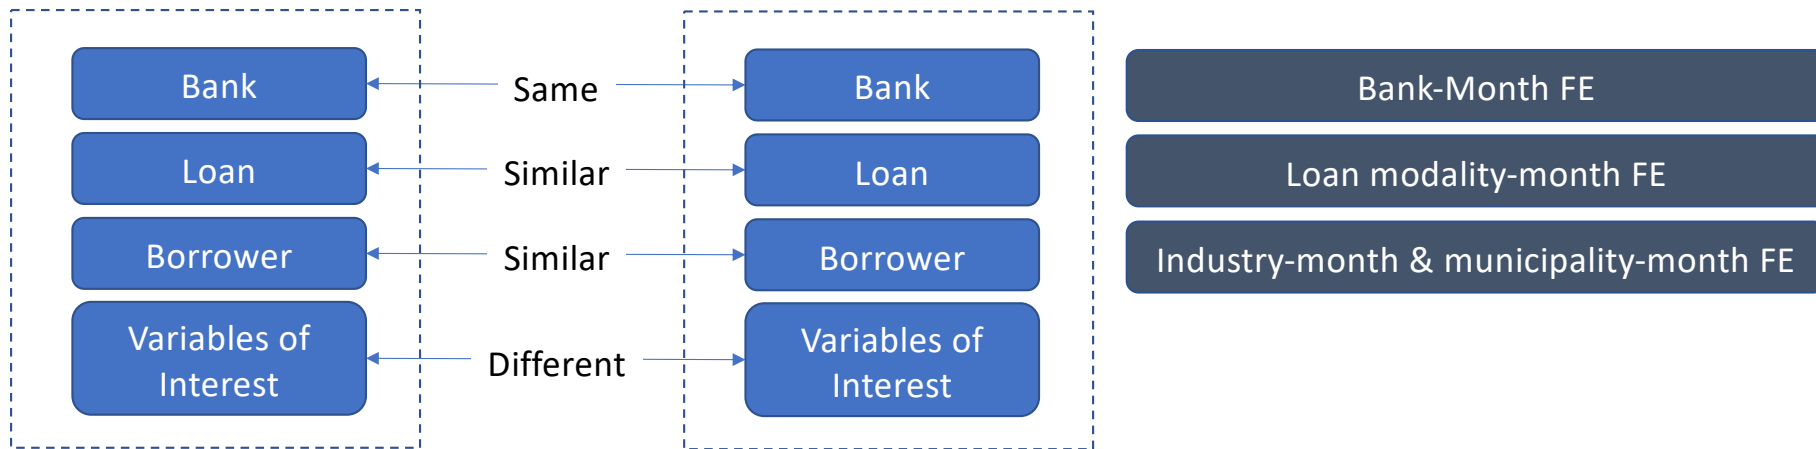 Bank
Same
Bank
Bank-Month FE
Loan
Similar
Loan
Loan modality-month FE
Borrower
Similar
Borrower
Industry-month & municipality-month FE
Variables of
Interest
Different
Variables of
Interest